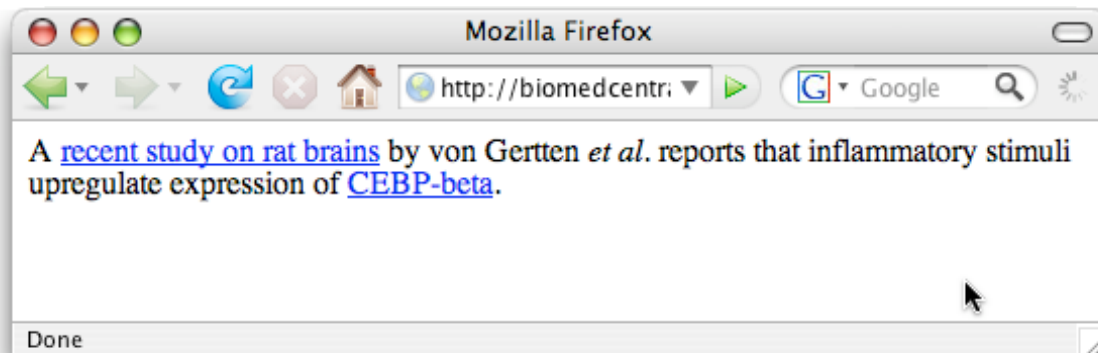 Mozilla Firefox
http://biomedcentr Google
A recent study on rat brains by von Gertten et al. reports that inflammatory stimuli
upregulate expression of CEBP-beta.
Done